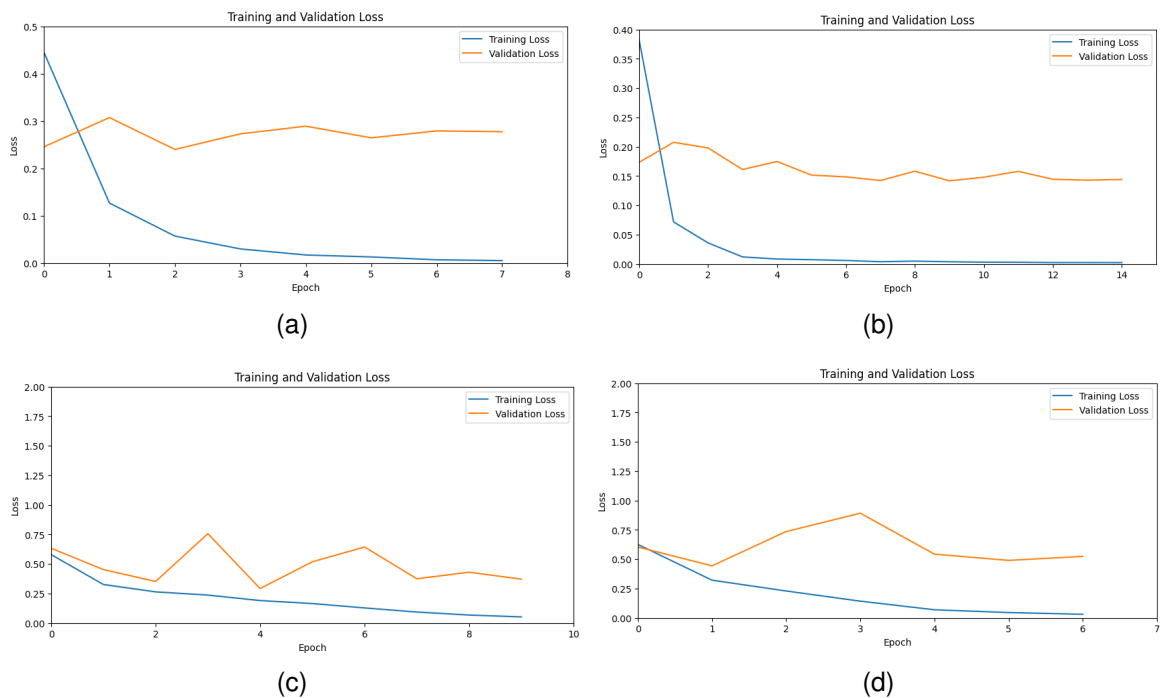 Training and Validation Loss
Training Loss
Validation Loss
0.5
0.4
0.3
0.2
0.1
0.0
Loss
0 1 2 3 4 5 6 7 8
Epoch
(a)
Training and Validation Loss
Training Loss
Validation Loss
0.40
0.35
0.30
0.25
0.20
0.15
0.10
0.05
0.00
Loss
0 2 4 6 8 10 12 14
Epoch
(b)
Training and Validation Loss
Training Loss
Validation Loss
2.00
1.75
1.50
1.25
1.00
0.75
0.50
0.25
0.00
Loss
0 2 4 6 8 10
Epoch
(c)
Training and Validation Loss
Training Loss
Validation Loss
2.00
1.75
1.50
1.25
1.00
0.75
0.50
0.25
0.00
Loss
0 1 2 3 4 5 6 7
Epoch
(d)